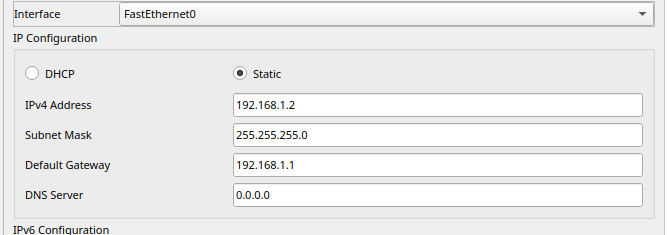 Interface FastEthernet0
IP Configuration
DHCP Static
IPv4 Address 192.168.1.2
Subnet Mask 255.255.255.0
Default Gateway 192.168.1.1
DNS Server 0.0.0.0
IPv6 Configuration